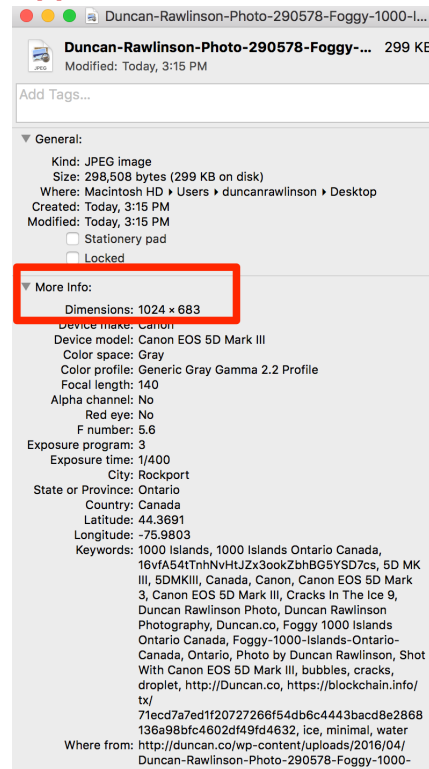 Duncan-Rawlinson-Photo-290578-Foggy-1000-I...
JPEG
Duncan-Rawlinson-Photo-290578-Foggy-... 299 KB
Modified: Today, 3:15 PM
Add Tags...
General:
Kind: JPEG image
Size: 298,508 bytes (299 KB on disk)
Where: Macintosh HD ▸ Users ▸ duncanrawlinson ▸ Desktop
Created: Today, 3:15 PM
Modified: Today, 3:15 PM
Stationery pad
Locked
More Info:
Dimensions: 1024 × 683
Device make: Canon
Device model: Canon EOS 5D Mark III
Color space: Gray
Color profile: Generic Gray Gamma 2.2 Profile
Focal length: 140
Alpha channel: No
Red eye: No
F number: 5.6
Exposure program: 3
Exposure time: 1/400
City: Rockport
State or Province: Ontario
Country: Canada
Latitude: 44.3691
Longitude: -75.9803
Keywords: 1000 Islands, 1000 Islands Ontario Canada,
16vfA54tTnhNvHtJZx3ookZbhBG5YSD7cs, 5D MK
III, 5DMKIII, Canada, Canon, Canon EOS 5D Mark
3, Canon EOS 5D Mark III, Cracks In The Ice 9,
Duncan Rawlinson Photo, Duncan Rawlinson
Photography, Duncan.co, Foggy 1000 Islands
Ontario Canada, Foggy-1000-Islands-Ontario-
Canada, Ontario, Photo by Duncan Rawlinson, Shot
With Canon EOS 5D Mark III, bubbles, cracks,
droplet, http://Duncan.co, https://blockchain.info/
tx/
71ecd7a7ed1f20727266f54db6c4443bacd8e2868
136a98bfc4602df49fd4632, ice, minimal, water
Where from: http://duncan.co/wp-content/uploads/2016/04/
Duncan-Rawlinson-Photo-290578-Foggy-1000-